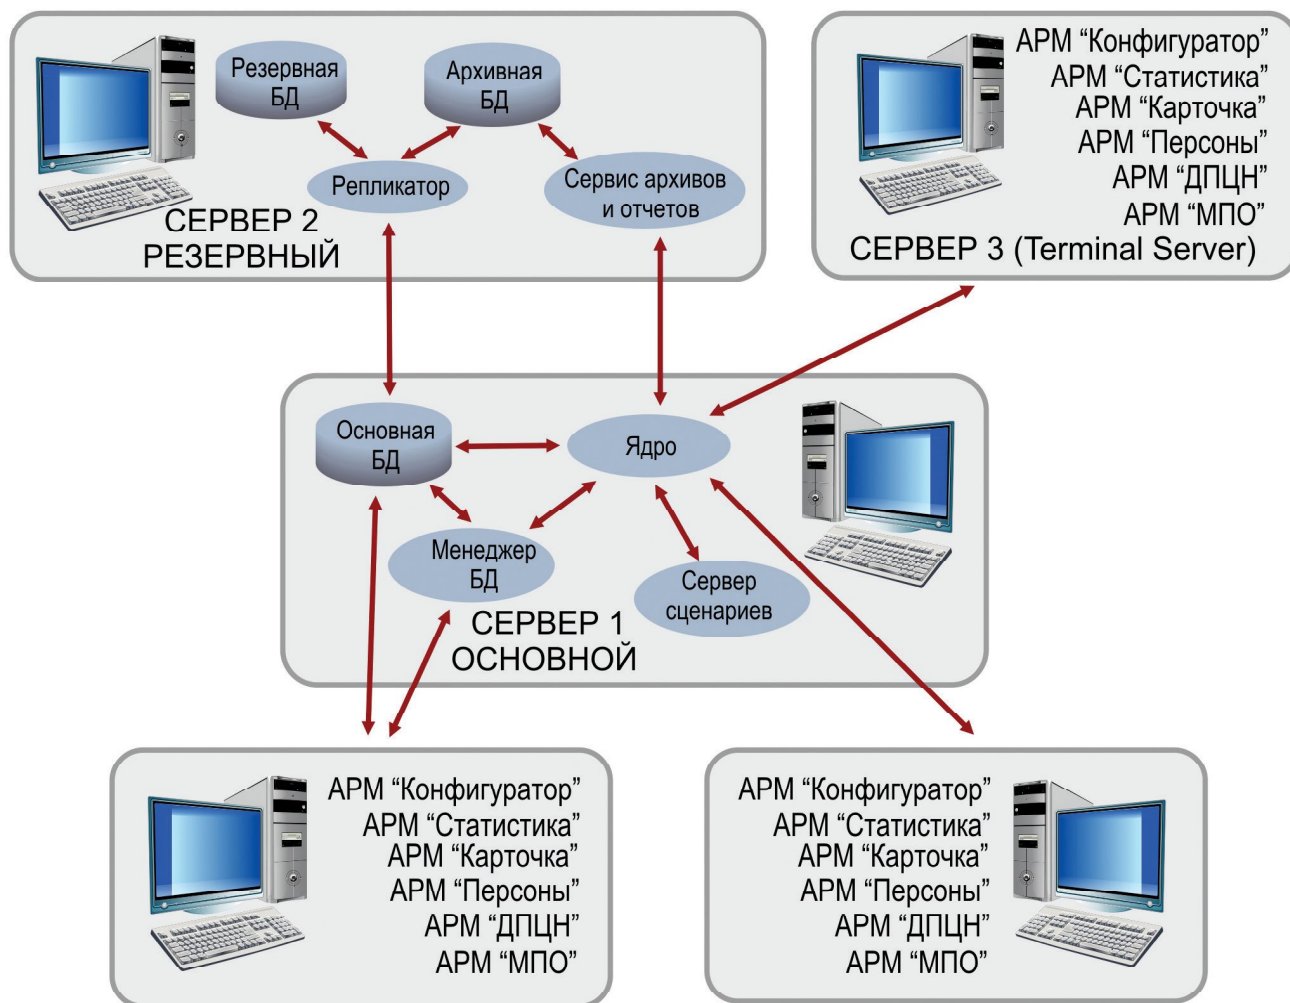 Резервная
БД
Архивная
БД
Репликатор
Сервис архивов
и отчетов
СЕРВЕР 2
РЕЗЕРВНЫЙ
АРМ “Конфигуратор”
АРМ “Статистика”
АРМ “Карточка”
АРМ “Персоны”
АРМ “ДПЦН”
АРМ “МПО”
СЕРВЕР 3 (Terminal Server)
Основная
БД
Ядро
Менеджер
БД
Сервер
сценариев
СЕРВЕР 1
ОСНОВНОЙ
АРМ “Конфигуратор”
АРМ “Статистика”
АРМ “Карточка”
АРМ “Персоны”
АРМ “ДПЦН”
АРМ “МПО”
АРМ “Конфигуратор”
АРМ “Статистика”
АРМ “Карточка”
АРМ “Персоны”
АРМ “ДПЦН”
АРМ “МПО”